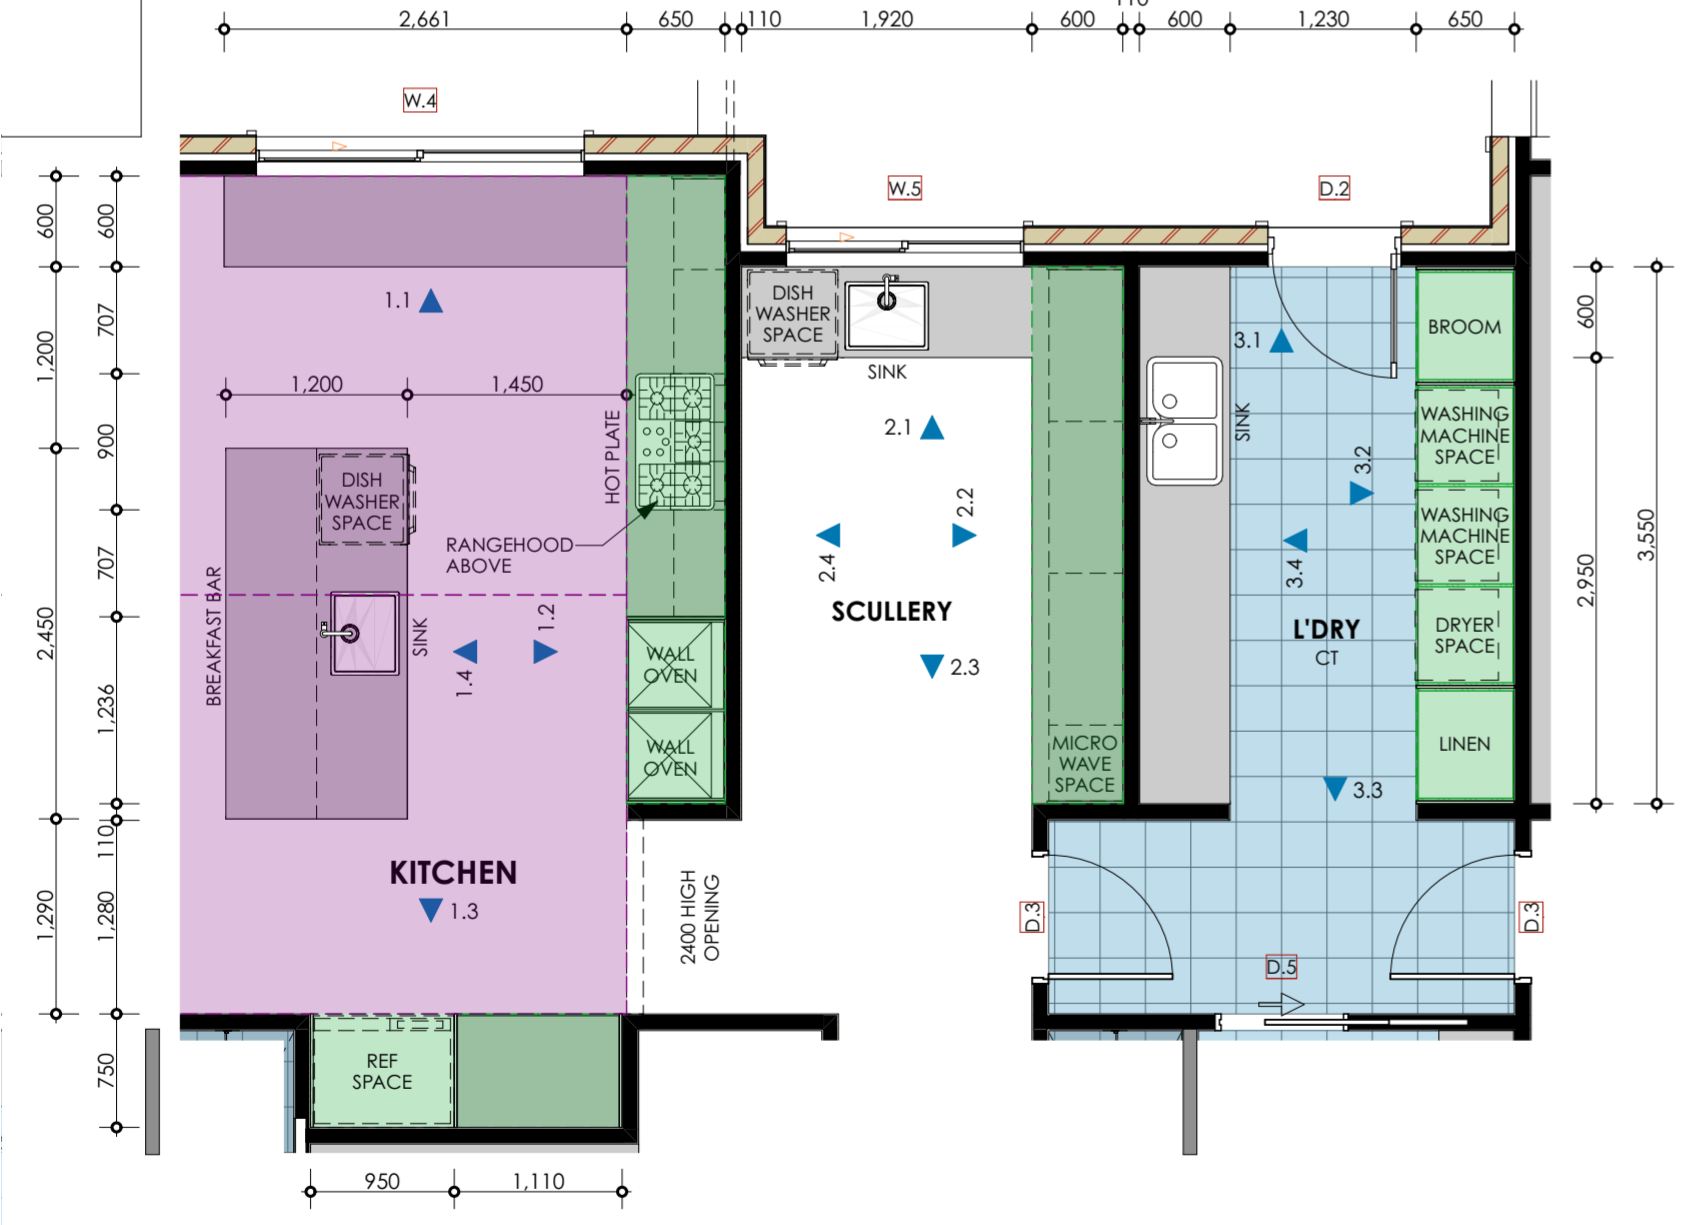 110
2,661
650
110
1,920
600
600
1,230
650
W.4
W.5
D.2
600
600
1,200
707
900
707
2,450
1,236
110
1,290
1,280
750
1.1
1,200
1,450
HOT PLATE
DISH
WASHER
SPACE
RANGEHOOD
ABOVE
BREAKFAST BAR
SINK
1.2
1.4
WALL
OVEN
WALL
OVEN
KITCHEN
1.3
2400 HIGH
OPENING
REF
SPACE
950
1,110
DISH
WASHER
SPACE
SINK
2.1
2.2
2.4
SCULLERY
2.3
MICRO
WAVE
SPACE
3.1
SINK
3.2
3.4
L'DRY
CT
3.3
BROOM
WASHING
MACHINE
SPACE
WASHING
MACHINE
SPACE
DRYER
SPACE
LINEN
D.3
D.3
D.5
600
2,950
3,550